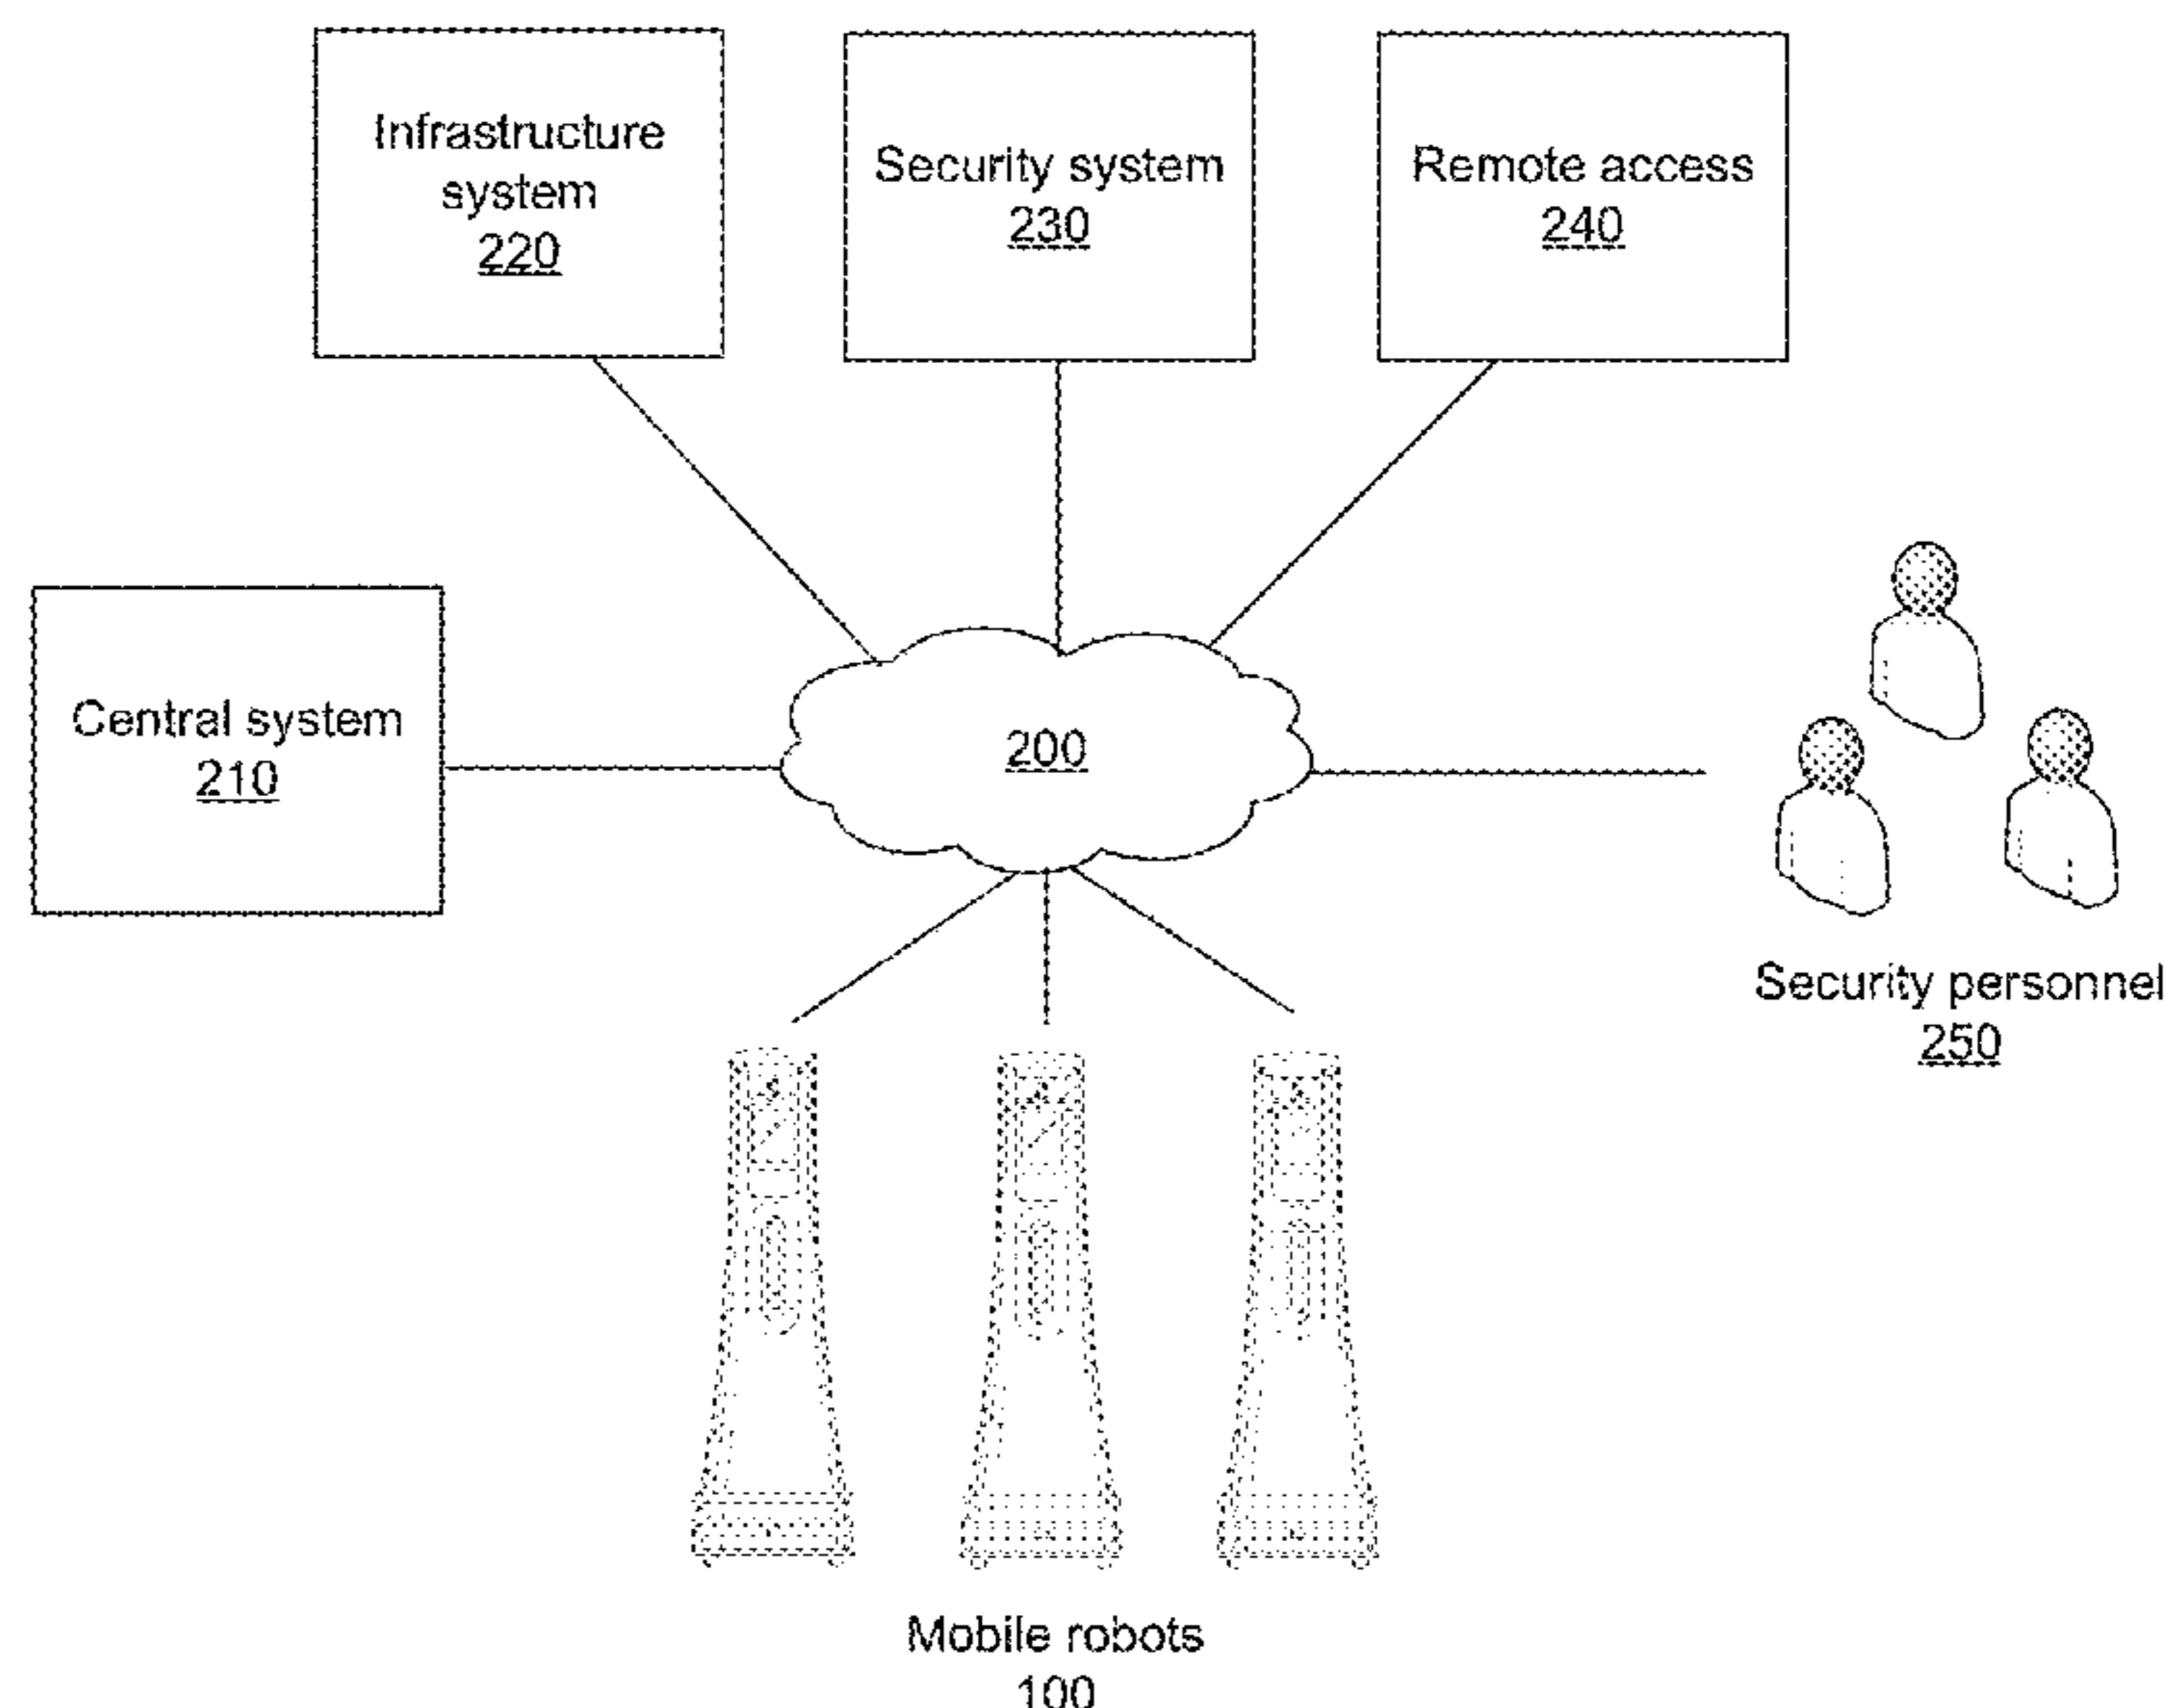 Infrastructure
system
220
Security system
230
Remote access
240
Central system
210
200
Security personnel
250
Mobile robots
100